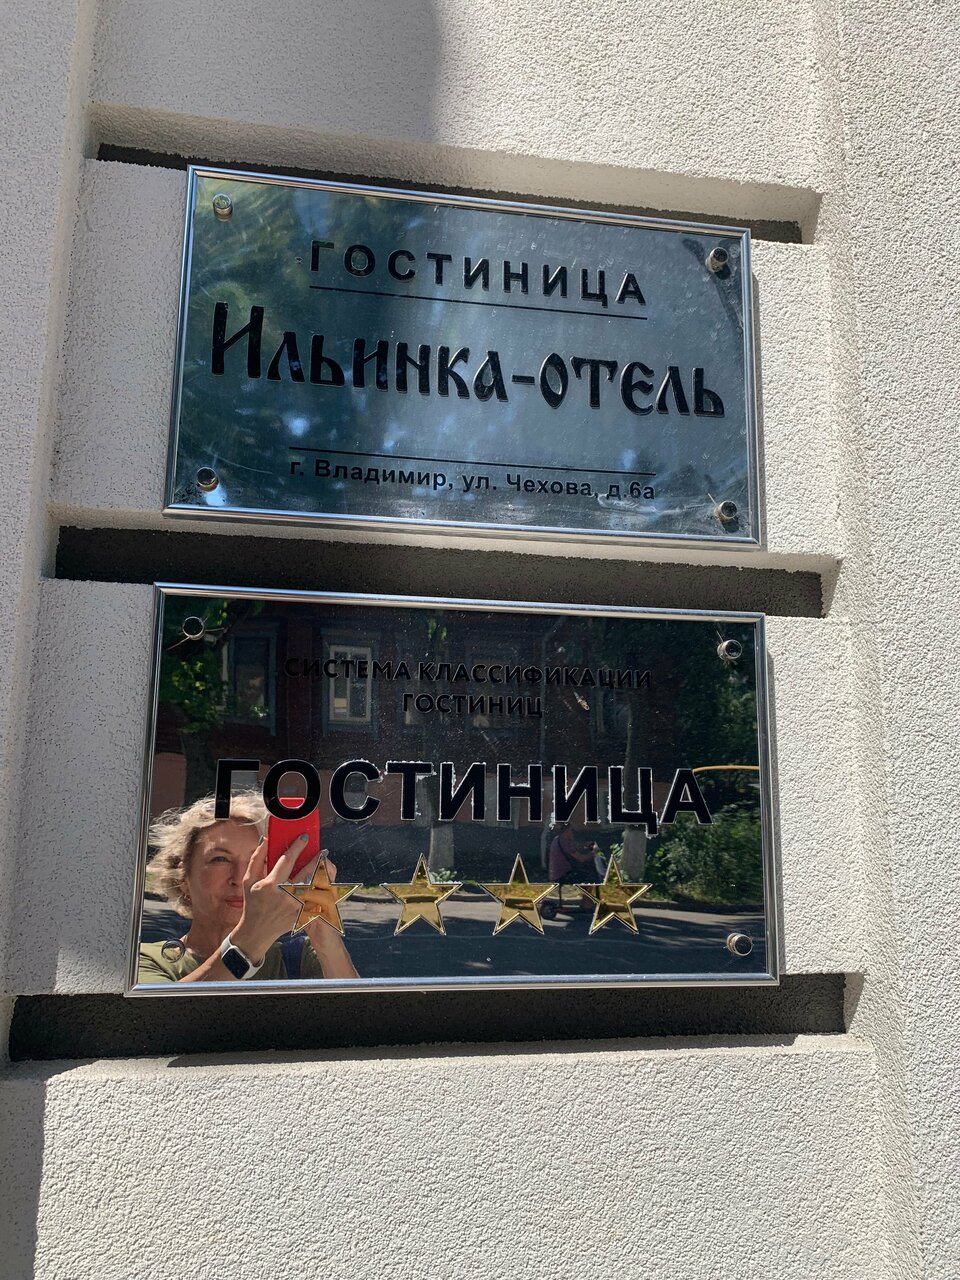 ГОСТИНИЦА
Ильинка-отель
г. Владимир, ул. Чехова, д.6а
СИСТЕМА КЛАССИФИКАЦИИ
ГОСТИНИЦ
ГОСТИНИЦА